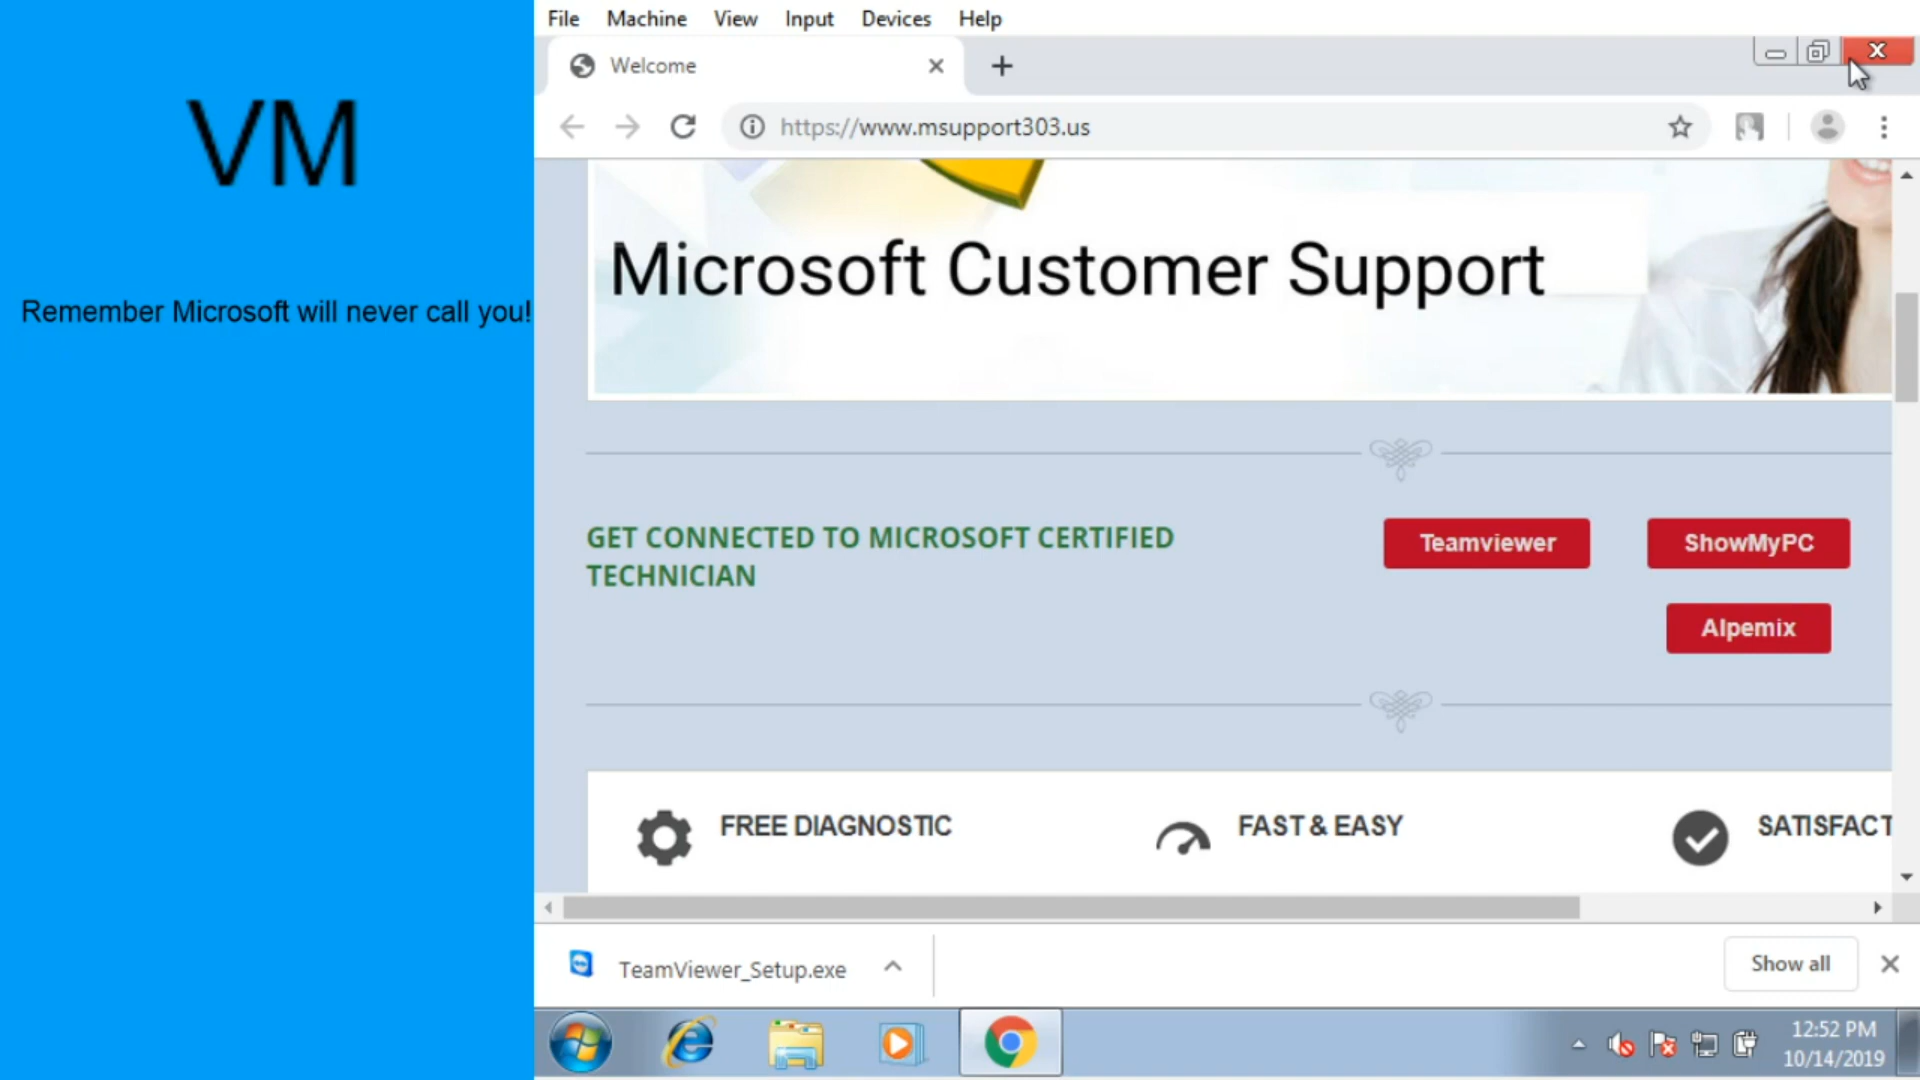 VM
Remember Microsoft will never call you!
File Machine View Input Devices Help
Welcome
https://www.msupport303.us
Microsoft Customer Support
GET CONNECTED TO MICROSOFT CERTIFIED
TECHNICIAN
Teamviewer
ShowMyPC
Alpemix
FREE DIAGNOSTIC
FAST & EASY
SATISFACT
TeamViewer_Setup.exe
Show all
12:52 PM
10/14/2019